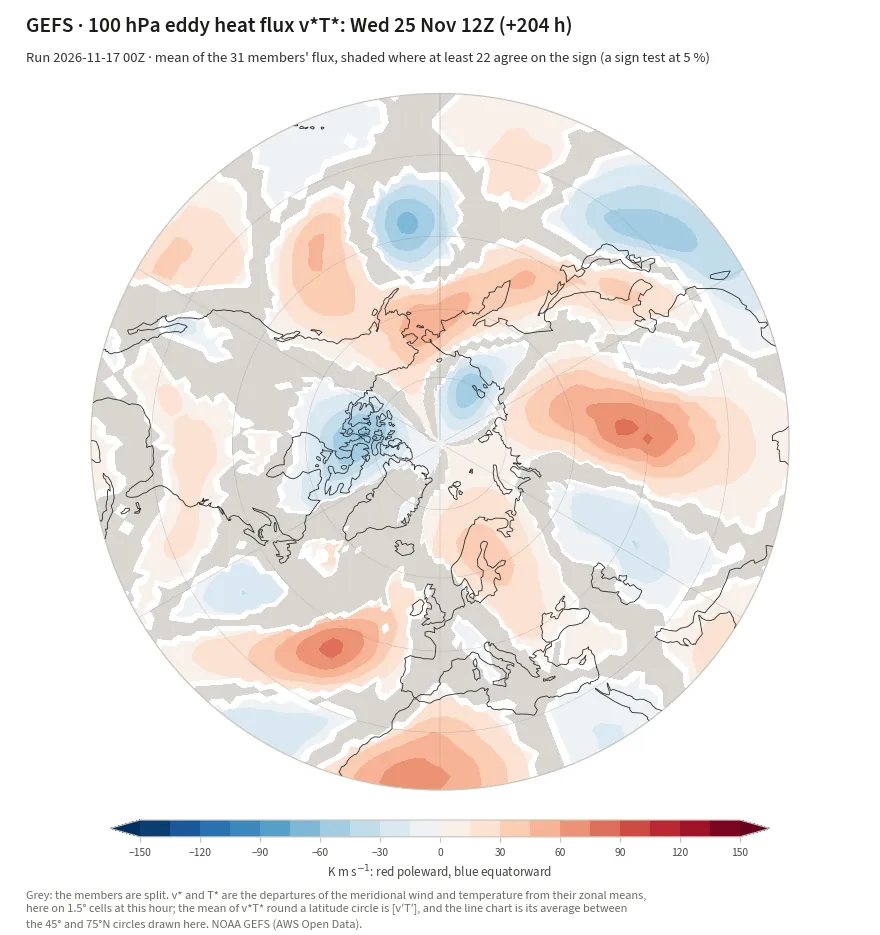 GEFS · 100 hPa eddy heat flux v*T*: Wed 25 Nov 12Z (+204 h)
Run 2026-11-17 00Z · mean of the 31 members' flux, shaded where at least 22 agree on the sign (a sign test at 5 %)
−150 −120 −90 −60 −30 0 30 60 90 120 150
K m s⁻¹: red poleward, blue equatorward
Grey: the members are split. v* and T* are the departures of the meridional wind and temperature from their zonal means,
here on 1.5° cells at this hour; the mean of v*T* round a latitude circle is [v′T′], and the line chart is its average between
the 45° and 75°N circles drawn here. NOAA GEFS (AWS Open Data).